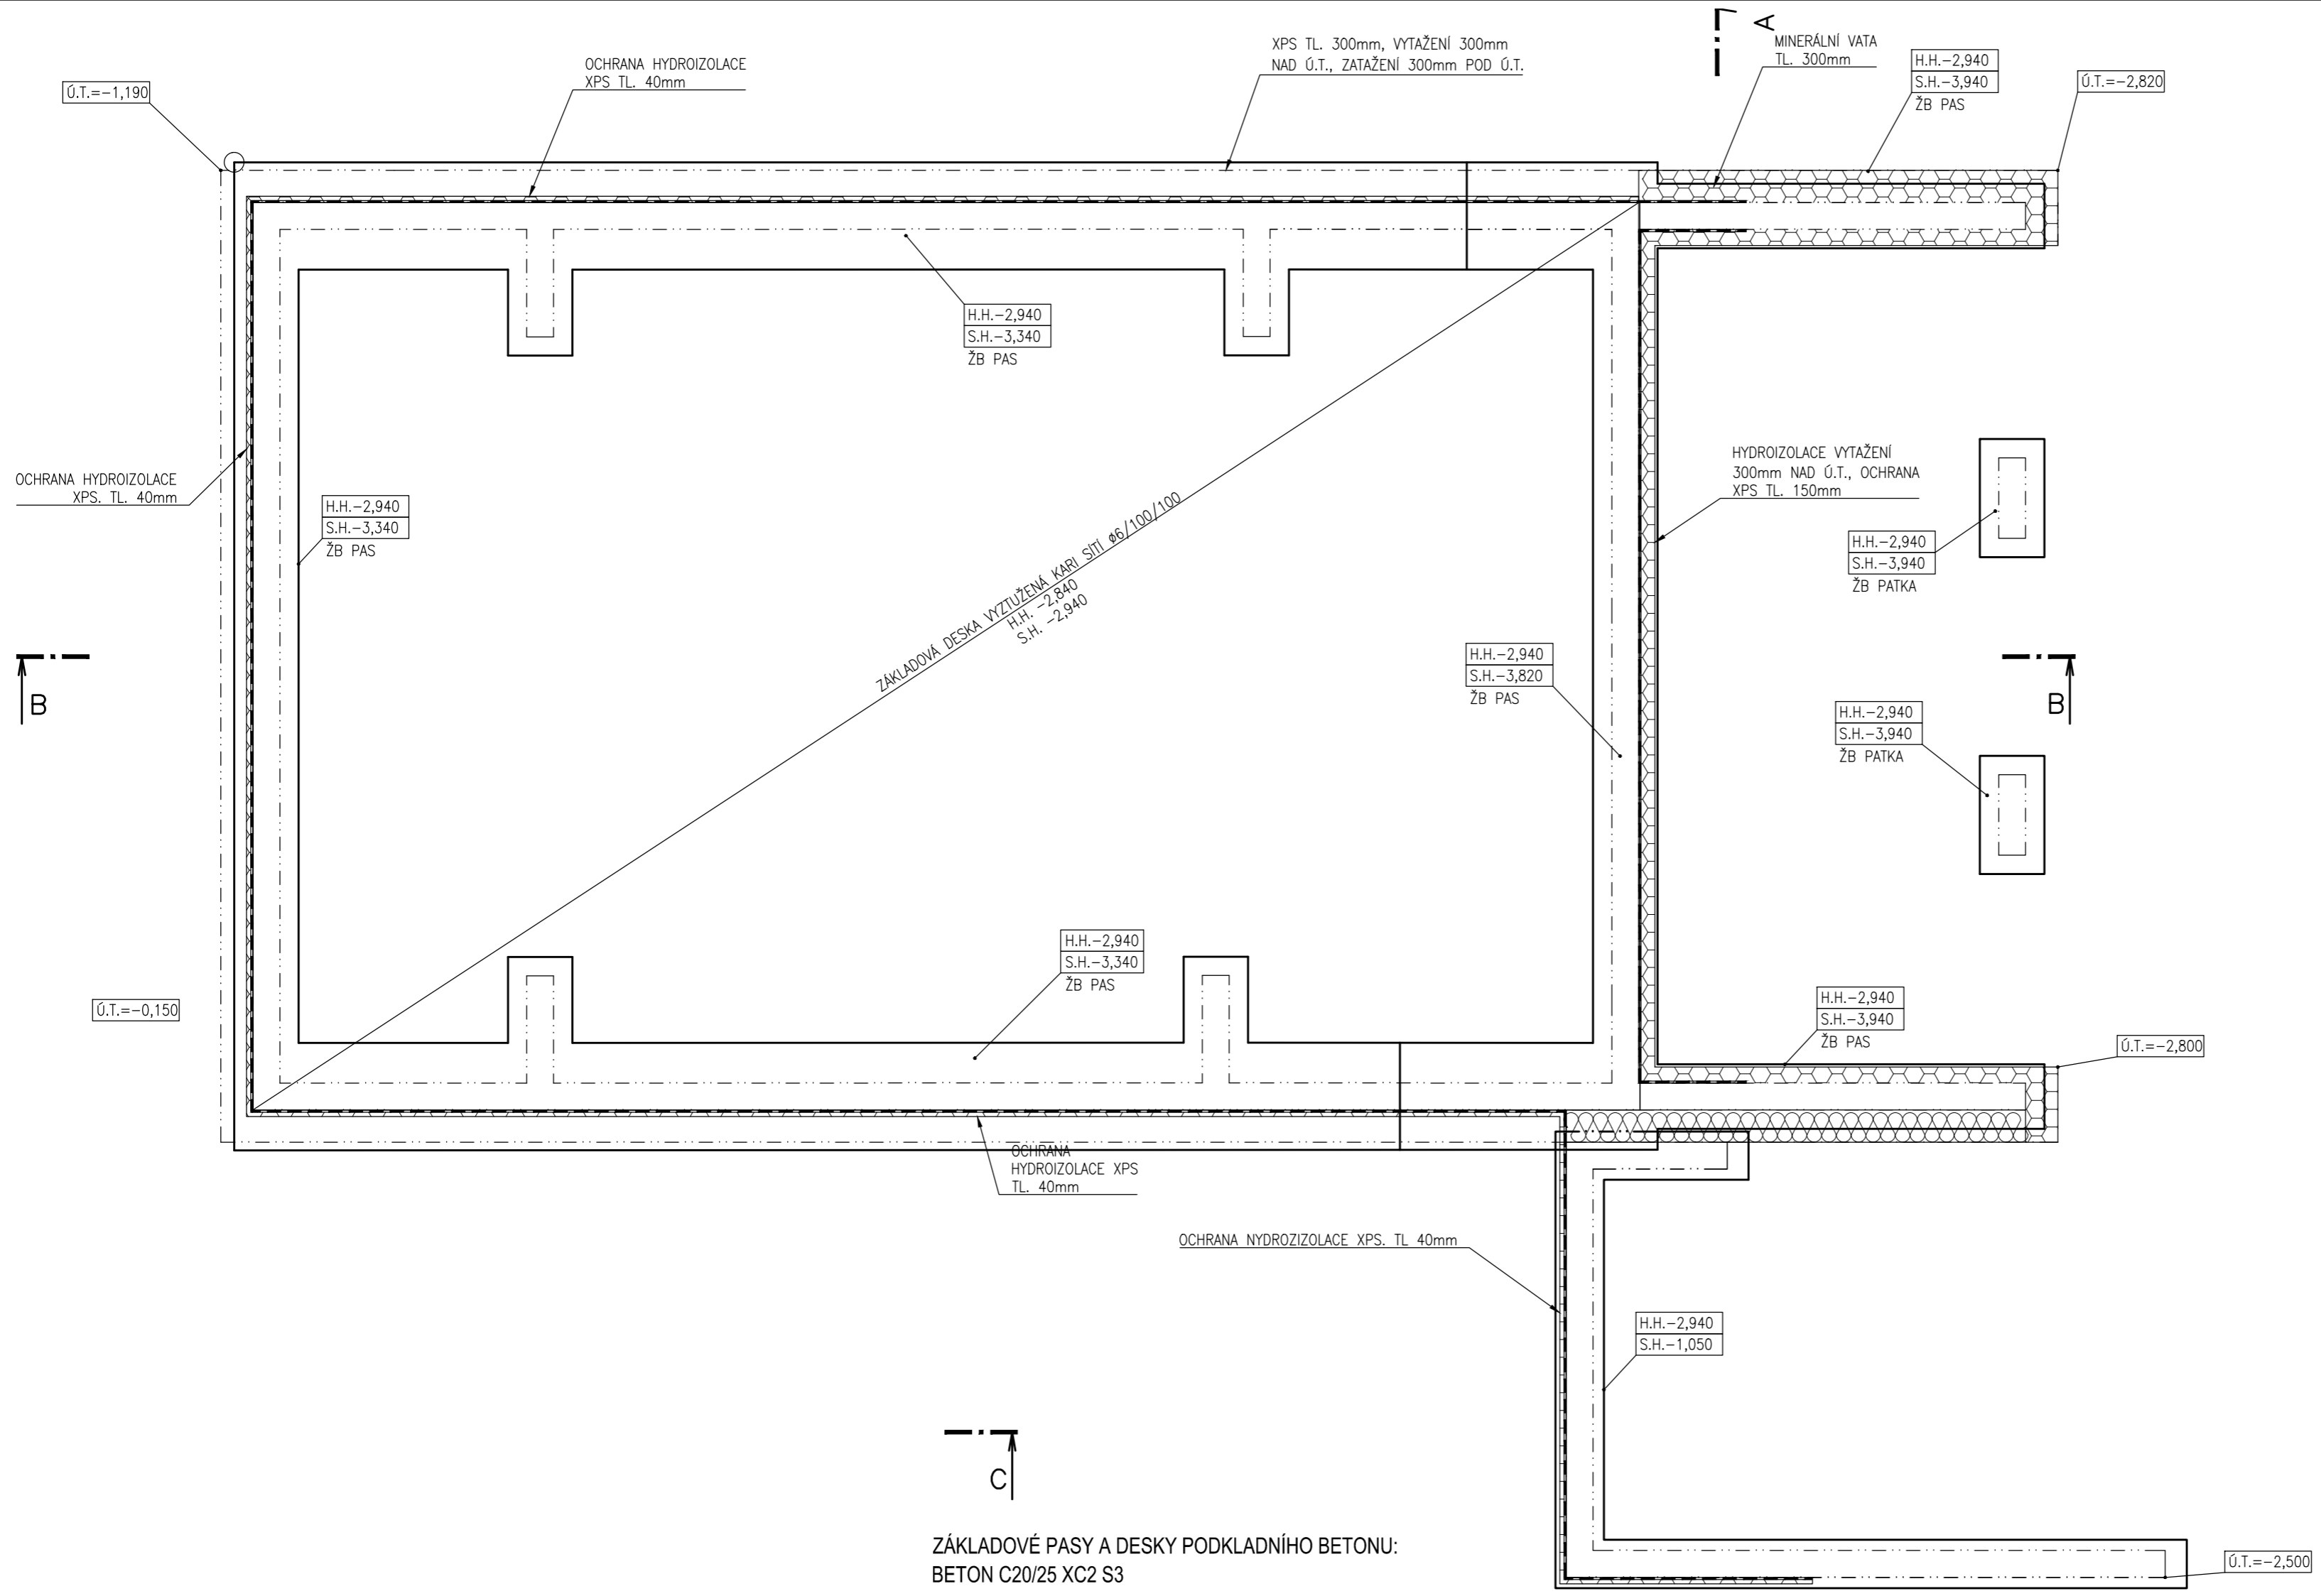 A
XPS TL. 300mm, VYTAŽENÍ 300mm
NAD Ú.T., ZATAŽENÍ 300mm POD Ú.T.
MINERÁLNÍ VATA
TL. 300mm
OCHRANA HYDROIZOLACE
XPS TL. 40mm
H.H.-2,940
S.H.-3,940
ŽB PAS
Ú.T.=-1,190
Ú.T.=-2,820
H.H.-2,940
S.H.-3,340
ŽB PAS
OCHRANA HYDROIZOLACE
XPS. TL. 40mm
H.H.-2,940
S.H.-3,340
ŽB PAS
HYDROIZOLACE VYTAŽENÍ
300mm NAD Ú.T., OCHRANA
XPS TL. 150mm
H.H.-2,940
S.H.-3,940
ŽB PATKA
ZÁKLADOVÁ DESKA VYZTUŽENÁ KARI SÍTÍ ø6/100/100
H.H. -2,840
S.H. -2,940
H.H.-2,940
S.H.-3,820
ŽB PAS
B
B
H.H.-2,940
S.H.-3,940
ŽB PATKA
H.H.-2,940
S.H.-3,340
ŽB PAS
Ú.T.=-0,150
H.H.-2,940
S.H.-3,940
ŽB PAS
Ú.T.=-2,800
OCHRANA
HYDROIZOLACE XPS
TL. 40mm
OCHRANA NYDROZIZOLACE XPS. TL 40mm
H.H.-2,940
S.H.-1,050
C
ZÁKLADOVÉ PASY A DESKY PODKLADNÍHO BETONU:
BETON C20/25 XC2 S3
Ú.T.=-2,500